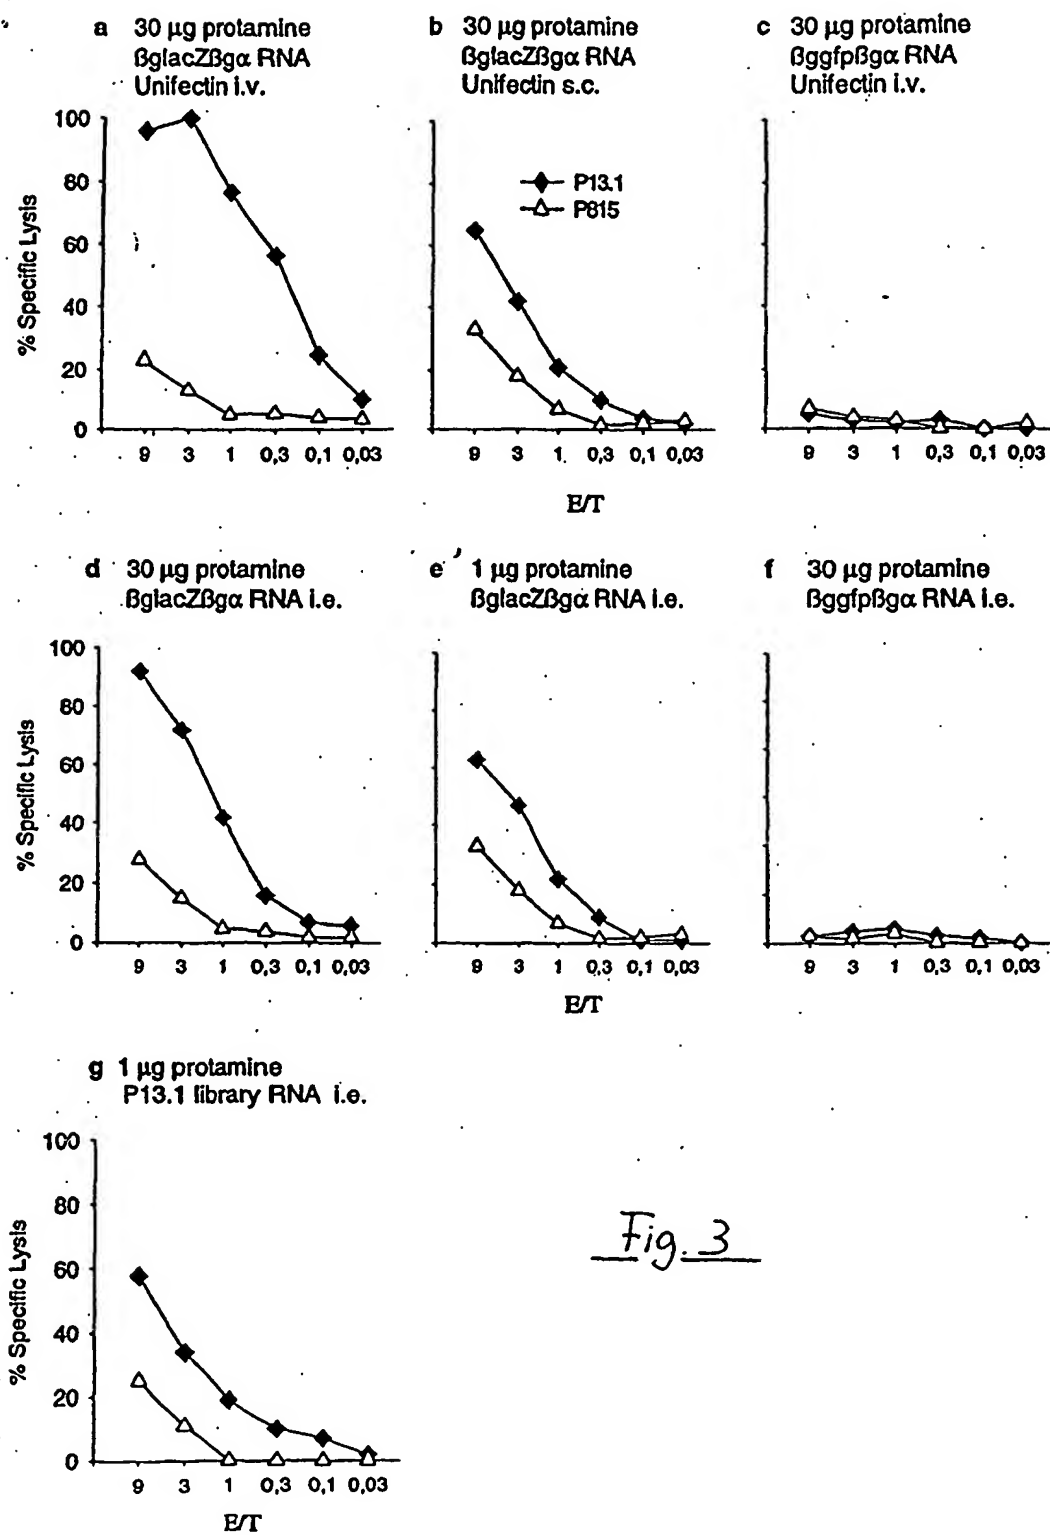 a 30 µg protamine
ßglacZßgα RNA
Unifectin i.v.
b 30 µg protamine
ßglacZßgα RNA
Unifectin s.c.
c 30 µg protamine
ßggfpßgα RNA
Unifectin i.v.
% Specific Lysis
100
80
60
40
20
0
9 3 1 0,3 0,1 0,03
P13.1
P815
9 3 1 0,3 0,1 0,03
E/T
9 3 1 0,3 0,1 0,03
d 30 µg protamine
ßglacZßgα RNA i.e.
e 1 µg protamine
ßglacZßgα RNA i.e.
f 30 µg protamine
ßggfpßgα RNA i.e.
% Specific Lysis
100
80
60
40
20
0
9 3 1 0,3 0,1 0,03
9 3 1 0,3 0,1 0,03
E/T
9 3 1 0,3 0,1 0,03
g 1 µg protamine
P13.1 library RNA i.e.
% Specific Lysis
100
80
60
40
20
0
9 3 1 0,3 0,1 0,03
E/T
Fig. 3